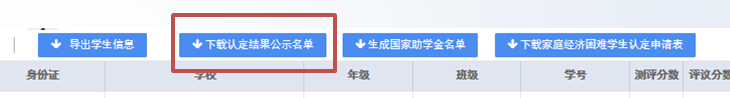 导出学生信息 下载认定结果公示名单 生成国家助学金名单 下载家庭经济困难学生认定申请表
身份证 学校 年级 班级 学号 测评分数 评议分数